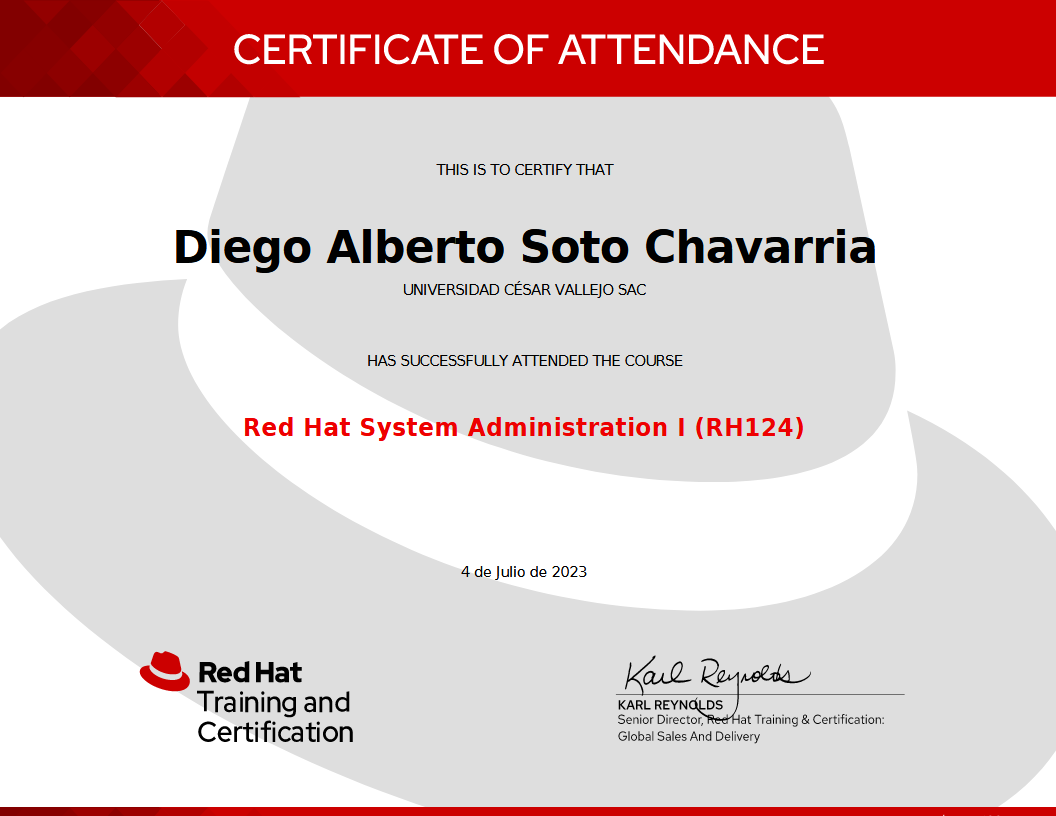 CERTIFICATE OF ATTENDANCE
THIS IS TO CERTIFY THAT
Diego Alberto Soto Chavarria
UNIVERSIDAD CÉSAR VALLEJO SAC
HAS SUCCESSFULLY ATTENDED THE COURSE
Red Hat System Administration I (RH124)
4 de Julio de 2023
Red Hat
Training and
Certification
Karl Reynolds
KARL REYNOLDS
Senior Director, Red Hat Training & Certification:
Global Sales And Delivery